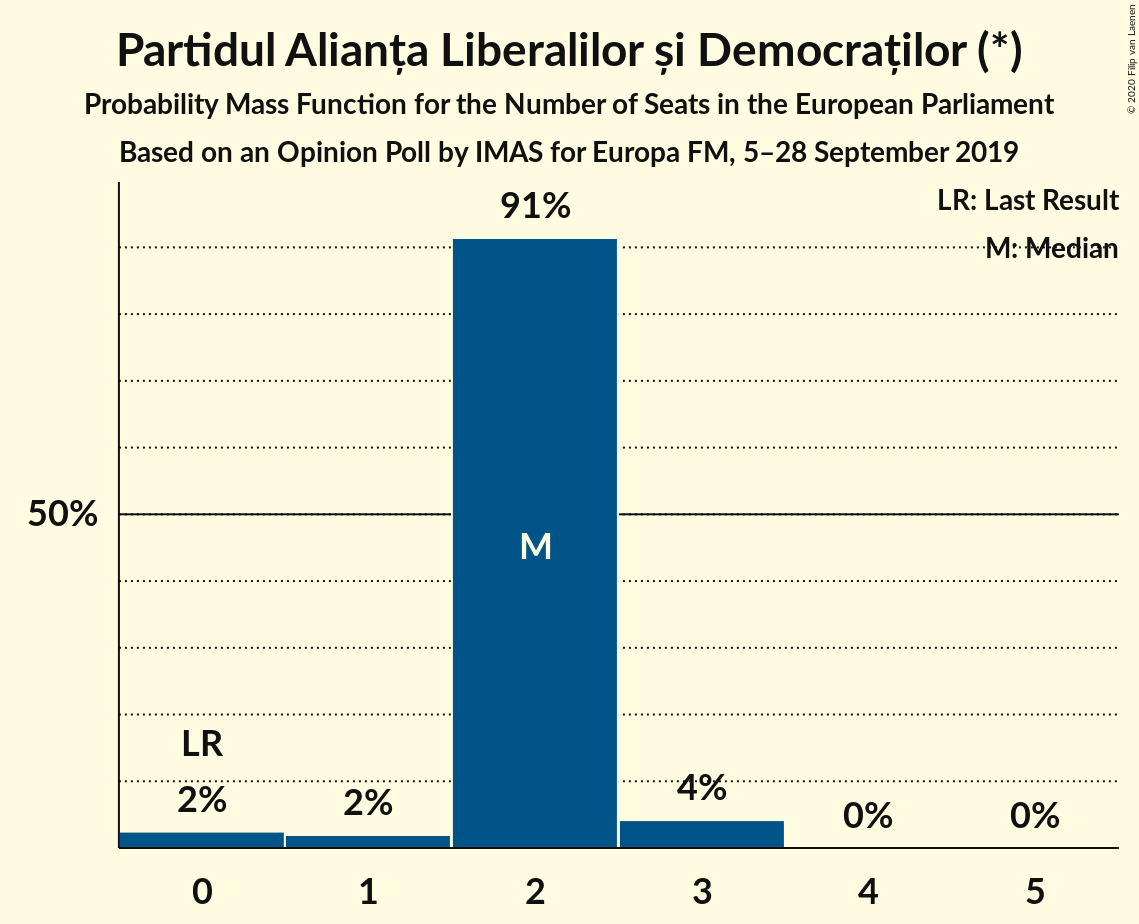 Partidul Alianța Liberalilor și Democraților (*)
Probability Mass Function for the Number of Seats in the European Parliament
Based on an Opinion Poll by IMAS for Europa FM, 5–28 September 2019
© 2020 Filip van Laenen
LR: Last Result
M: Median
91%
50%
M
LR
2%
2%
4%
0%
0%
0
1
2
3
4
5